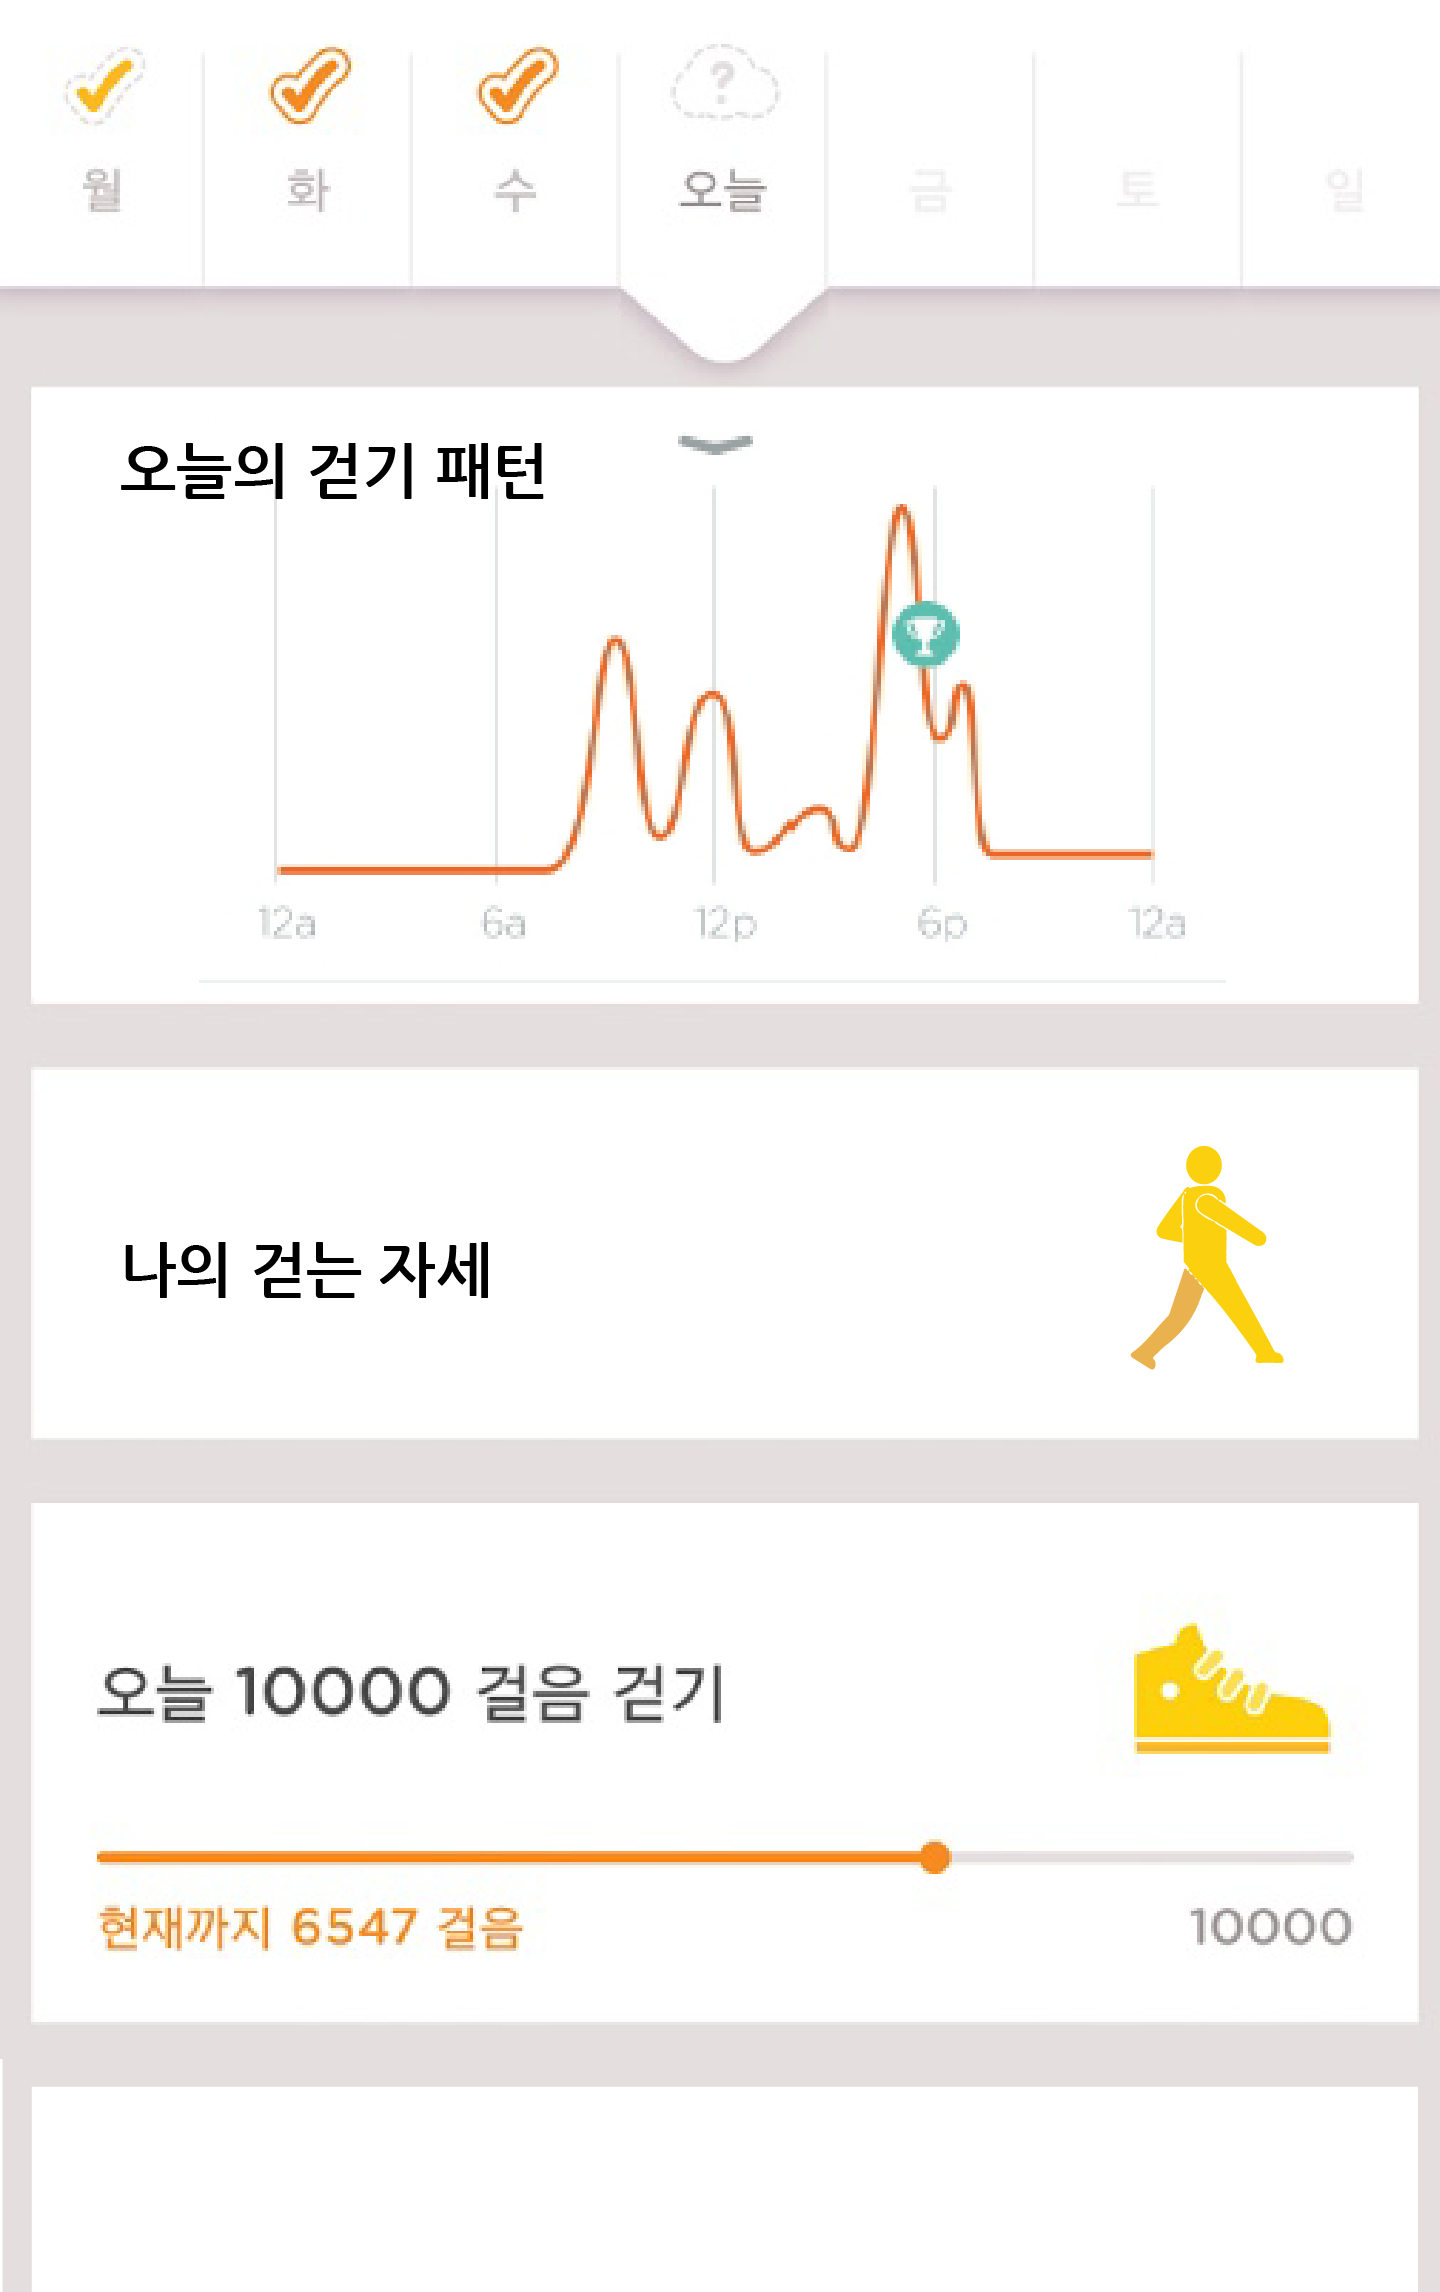 ?
월 화 수 오늘 금 토 일
오늘의 걷기 패턴
12a 6a 12p 6p 12a
나의 걷는 자세
오늘 10000 걸음 걷기
현재까지 6547 걸음 10000